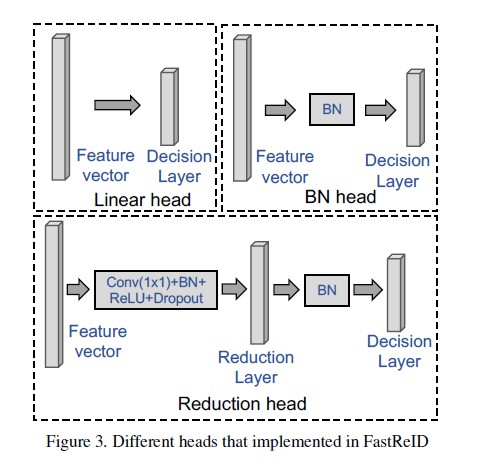 Feature
vector
Decision
Layer
Linear head
BN
Feature
vector
Decision
Layer
BN head
Conv(1x1)+BN+
ReLU+Dropout
BN
Feature
vector
Reduction
Layer
Decision
Layer
Reduction head
Figure 3. Different heads that implemented in FastReID